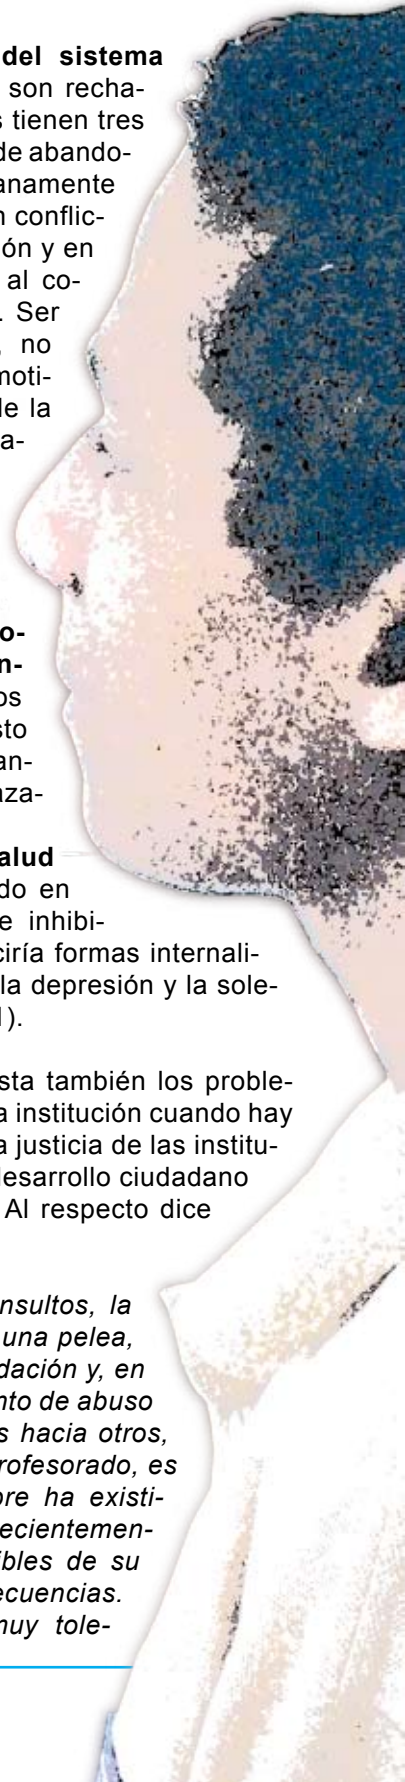 del sistema
son recha-
s tienen tres
de abando-
anamente
n conflic-
ón y en
al co-
. Ser
, no
moti-
de la
a-
o-
n-
os
sto
an-
aza-
alud
do en
e inhibi-
ciría formas internali-
la depresión y la sole-
).
sta también los proble-
a institución cuando hay
a justicia de las institu-
desarrollo ciudadano
Al respecto dice
nsultos, la
una pelea,
dación y, en
nto de abuso
s hacia otros,
rofesorado, es
bre ha existi-
ecientemen-
ibles de su
ecuencias.
muy tole-